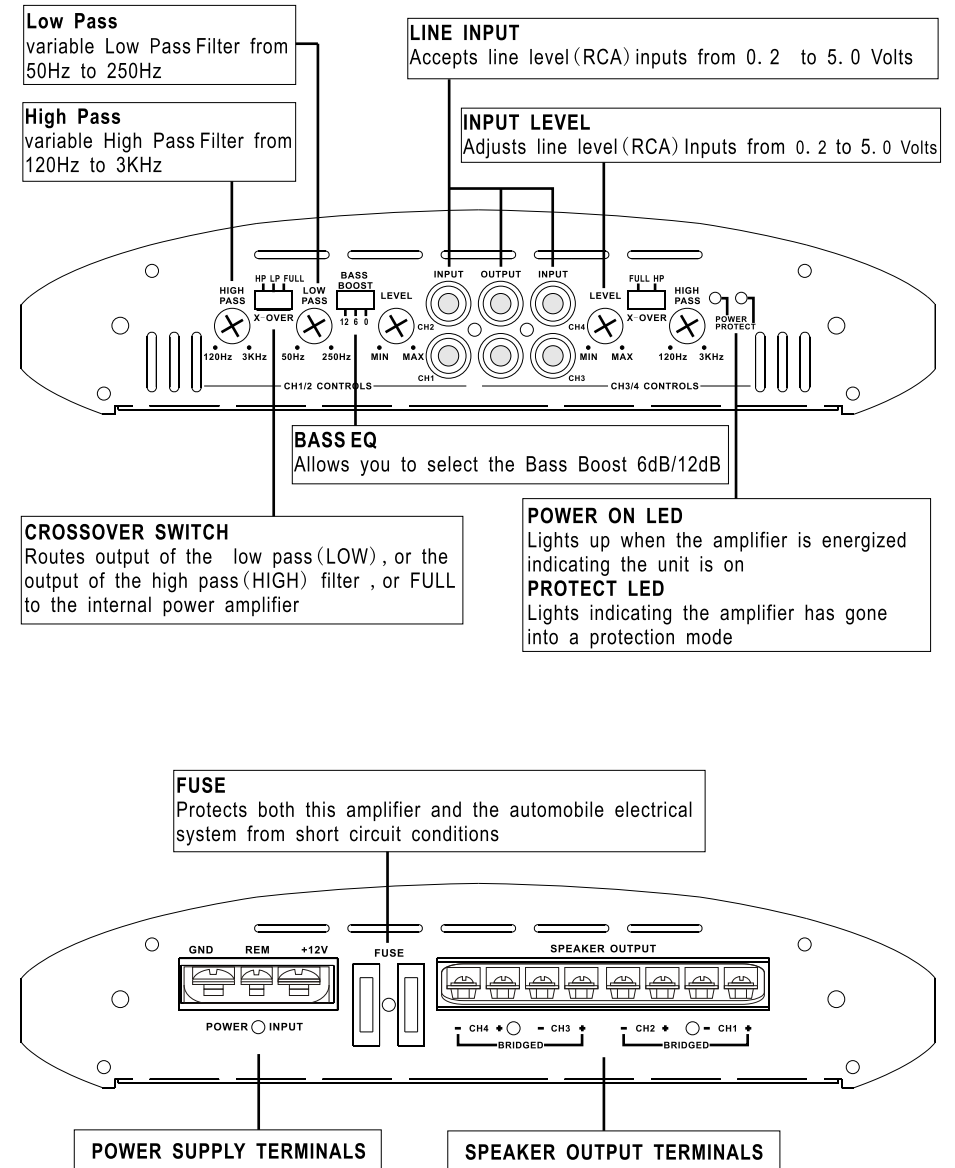 Low Pass
variable Low Pass Filter from
50Hz to 250Hz
LINE INPUT
Accepts line level(RCA)inputs from 0.2 to 5.0 Volts
High Pass
variable High Pass Filter from
120Hz to 3KHz
INPUT LEVEL
Adjusts line level(RCA)Inputs from 0.2 to 5.0 Volts
HIGH PASS
HP LP FULL
X-OVER
LOW PASS
BASS BOOST
12 6 0
LEVEL
INPUT OUTPUT INPUT
CH2
CH4
LEVEL
FULL HP
X-OVER
HIGH PASS
POWER
PROTECT
120Hz 3KHz
50Hz 250Hz
MIN MAX
CH1
CH3
MIN MAX
120Hz 3KHz
CH1/2 CONTROLS
CH3/4 CONTROLS
BASS EQ
Allows you to select the Bass Boost 6dB/12dB
CROSSOVER SWITCH
Routes output of the low pass(LOW), or the
output of the high pass(HIGH) filter , or FULL
to the internal power amplifier
POWER ON LED
Lights up when the amplifier is energized
indicating the unit is on
PROTECT LED
Lights indicating the amplifier has gone
into a protection mode
FUSE
Protects both this amplifier and the automobile electrical
system from short circuit conditions
GND REM +12V
FUSE
SPEAKER OUTPUT
POWER INPUT
- CH4 + - CH3 + - CH2 + - CH1 +
BRIDGED BRIDGED
POWER SUPPLY TERMINALS
SPEAKER OUTPUT TERMINALS